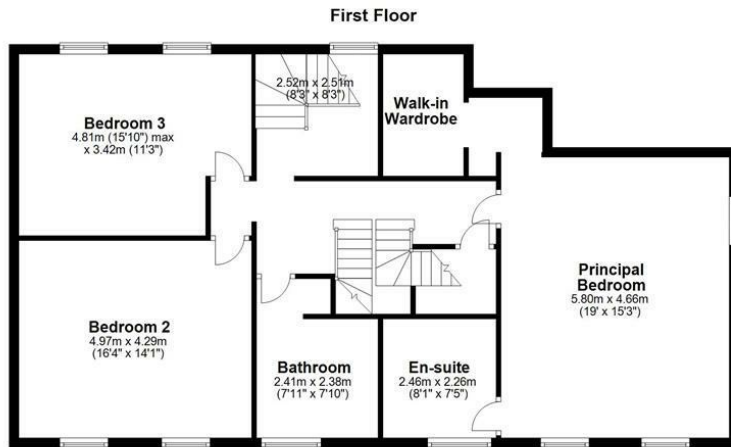 First Floor
2.52m x 2.51m
(8'3" x 8'3")
Walk-in
Wardrobe
Bedroom 3
4.81m (15'10") max
x 3.42m (11'3")
Principal
Bedroom
5.80m x 4.66m
(19' x 15'3")
Bedroom 2
4.97m x 4.29m
(16'4" x 14'1")
Bathroom
2.41m x 2.38m
(7'11" x 7'10")
En-suite
2.46m x 2.26m
(8'1" x 7'5")